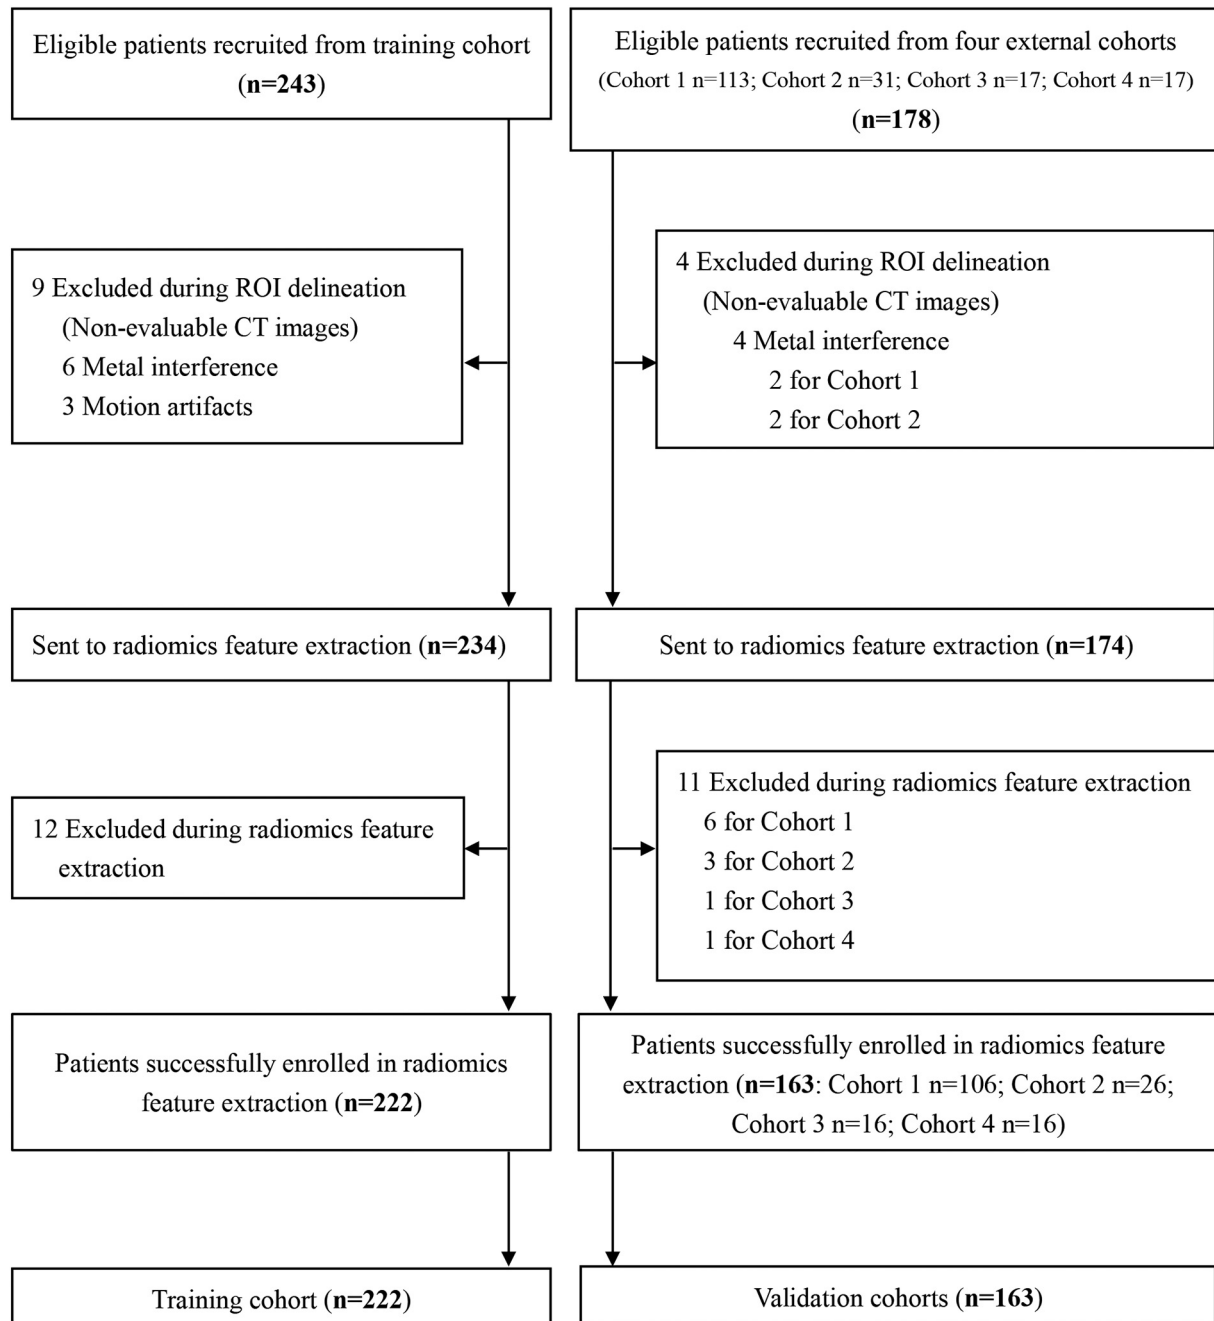 Eligible patients recruited from training cohort
(n=243)
Eligible patients recruited from four external cohorts
(Cohort 1 n=113; Cohort 2 n=31; Cohort 3 n=17; Cohort 4 n=17)
(n=178)
9 Excluded during ROI delineation
(Non-evaluable CT images)
6 Metal interference
3 Motion artifacts
4 Excluded during ROI delineation
(Non-evaluable CT images)
4 Metal interference
2 for Cohort 1
2 for Cohort 2
Sent to radiomics feature extraction (n=234)
Sent to radiomics feature extraction (n=174)
12 Excluded during radiomics feature
extraction
11 Excluded during radiomics feature extraction
6 for Cohort 1
3 for Cohort 2
1 for Cohort 3
1 for Cohort 4
Patients successfully enrolled in radiomics
feature extraction (n=222)
Patients successfully enrolled in radiomics feature
extraction (n=163: Cohort 1 n=106; Cohort 2 n=26;
Cohort 3 n=16; Cohort 4 n=16)
Training cohort (n=222)
Validation cohorts (n=163)